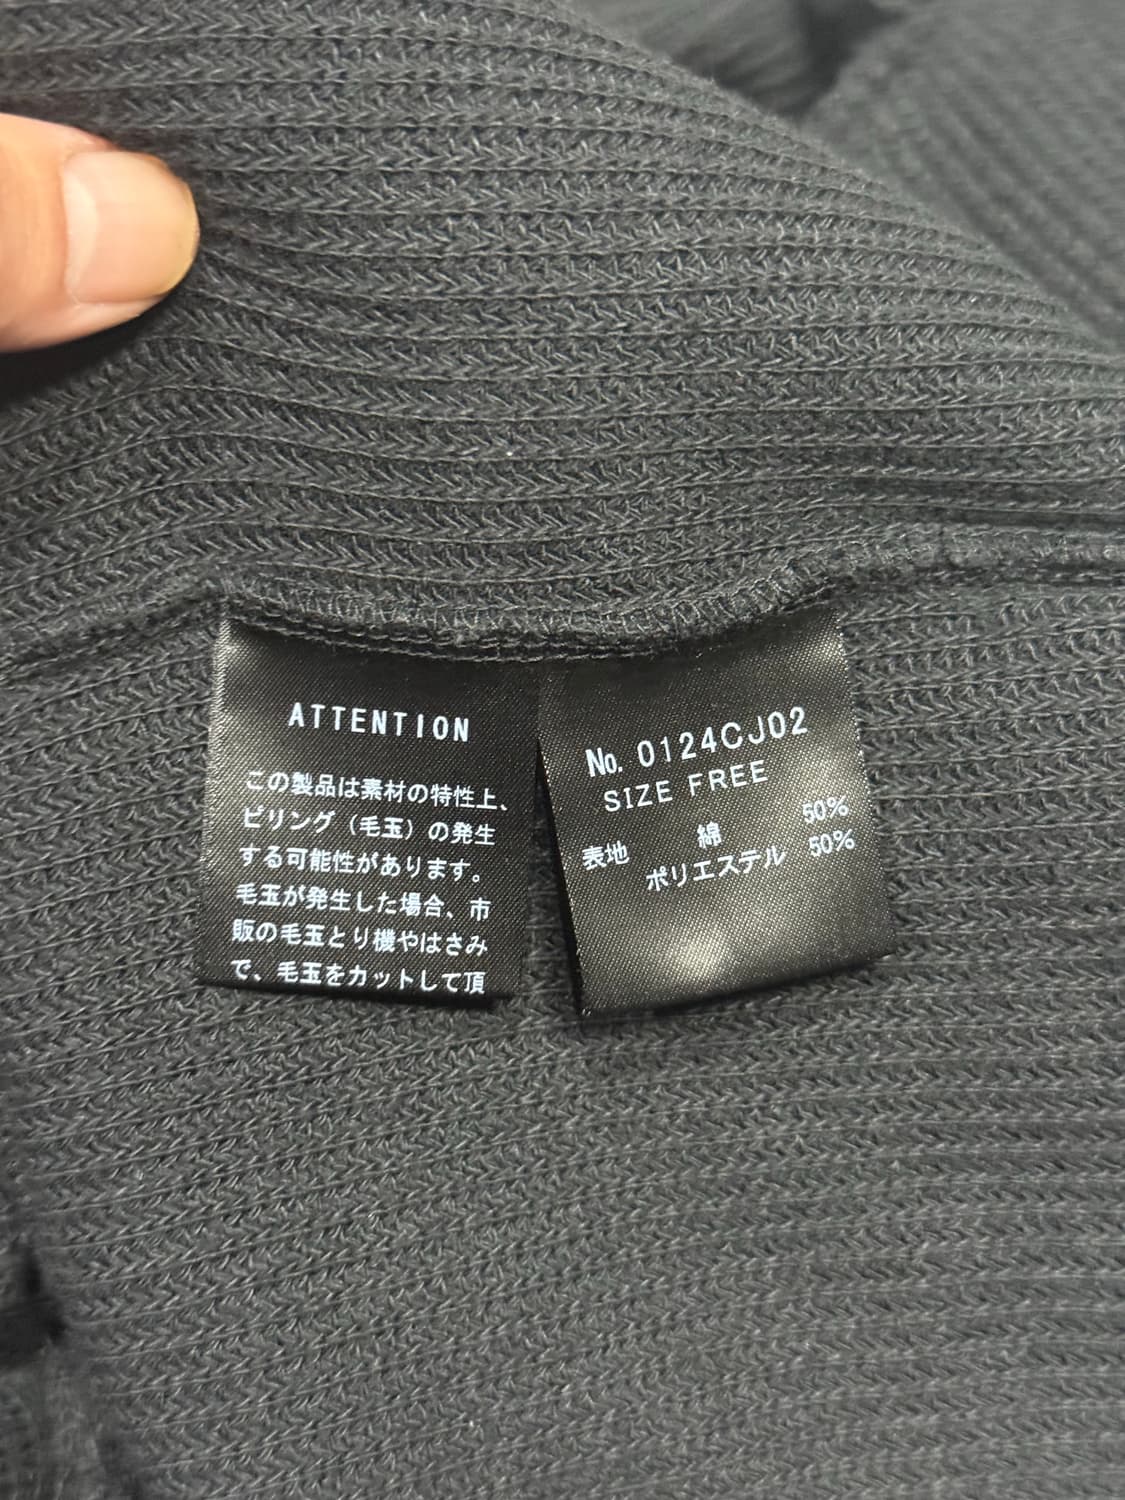 ATTENTION
この製品は素材の特性上、
ピリング（毛玉）の発生
する可能性があります。
毛玉が発生した場合、市
販の毛玉とり機やはさみ
で、毛玉をカットして頂
No. 0124CJ02
SIZE FREE
表地 綿 50%
ポリエステル 50%